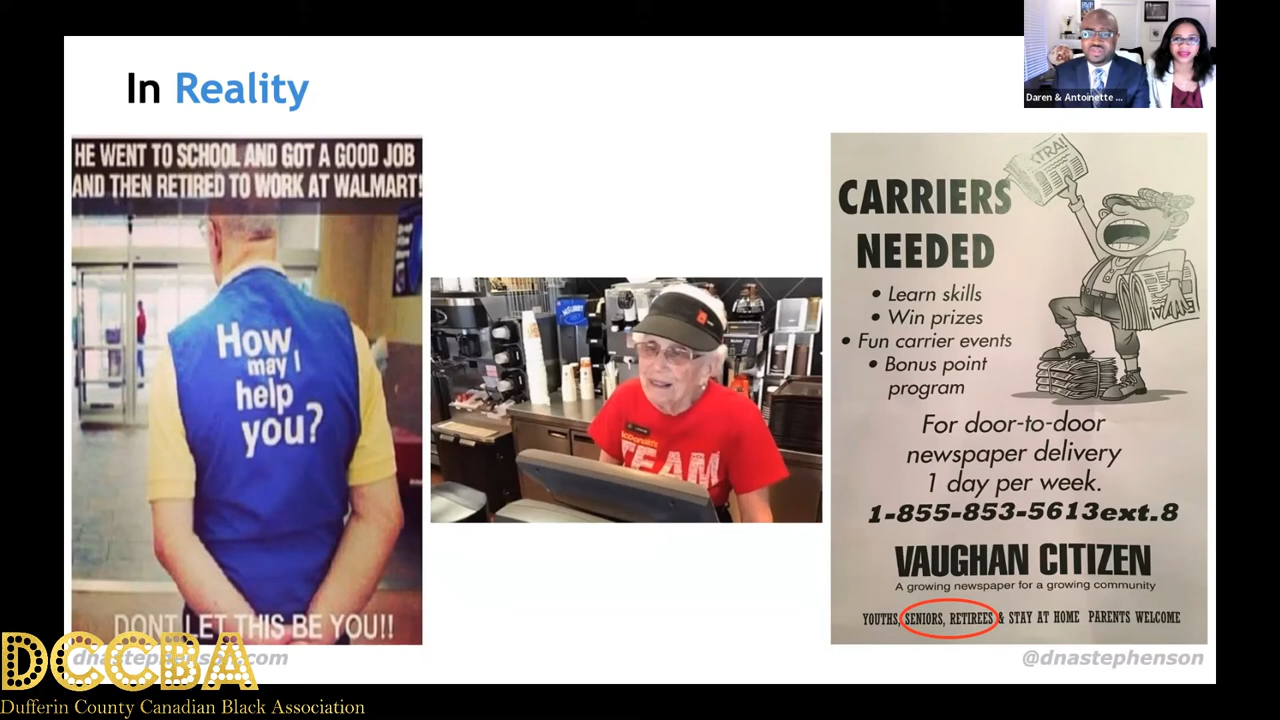 In Reality
Daren & Antoinette ...
HE WENT TO SCHOOL AND GOT A GOOD JOB
AND THEN RETIRED TO WORK AT WALMART!
How
may I
help
you?
DONT LET THIS BE YOU!!
McDonald's
TEAM
XTRA!
CARRIERS
NEEDED
• Learn skills
• Win prizes
• Fun carrier events
• Bonus point
program
For door-to-door
newspaper delivery
1 day per week.
1-855-853-5613ext.8
VAUGHAN CITIZEN
A growing newspaper for a growing community
YOUTHS, SENIORS, RETIREES & STAY AT HOME PARENTS WELCOME
dnastephenson.com
@dnastephenson
DCCBA
Dufferin County Canadian Black Association